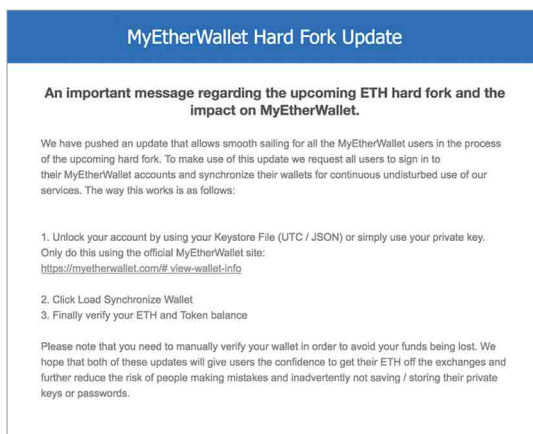 MyEtherWallet Hard Fork Update
An important message regarding the upcoming ETH hard fork and the
impact on MyEtherWallet.
We have pushed an update that allows smooth sailing for all the MyEtherWallet users in the process
of the upcoming hard fork. To make use of this update we request all users to sign in to
their MyEtherWallet accounts and synchronize their wallets for continuous undisturbed use of our
services. The way this works is as follows:
1. Unlock your account by using your Keystore File (UTC / JSON) or simply use your private key.
Only do this using the official MyEtherWallet site:
https://myetherwallet.com/# view-wallet-info
2. Click Load Synchronize Wallet
3. Finally verify your ETH and Token balance
Please note that you need to manually verify your wallet in order to avoid your funds being lost. We
hope that both of these updates will give users the confidence to get their ETH off the exchanges and
further reduce the risk of people making mistakes and inadvertently not saving / storing their private
keys or passwords.